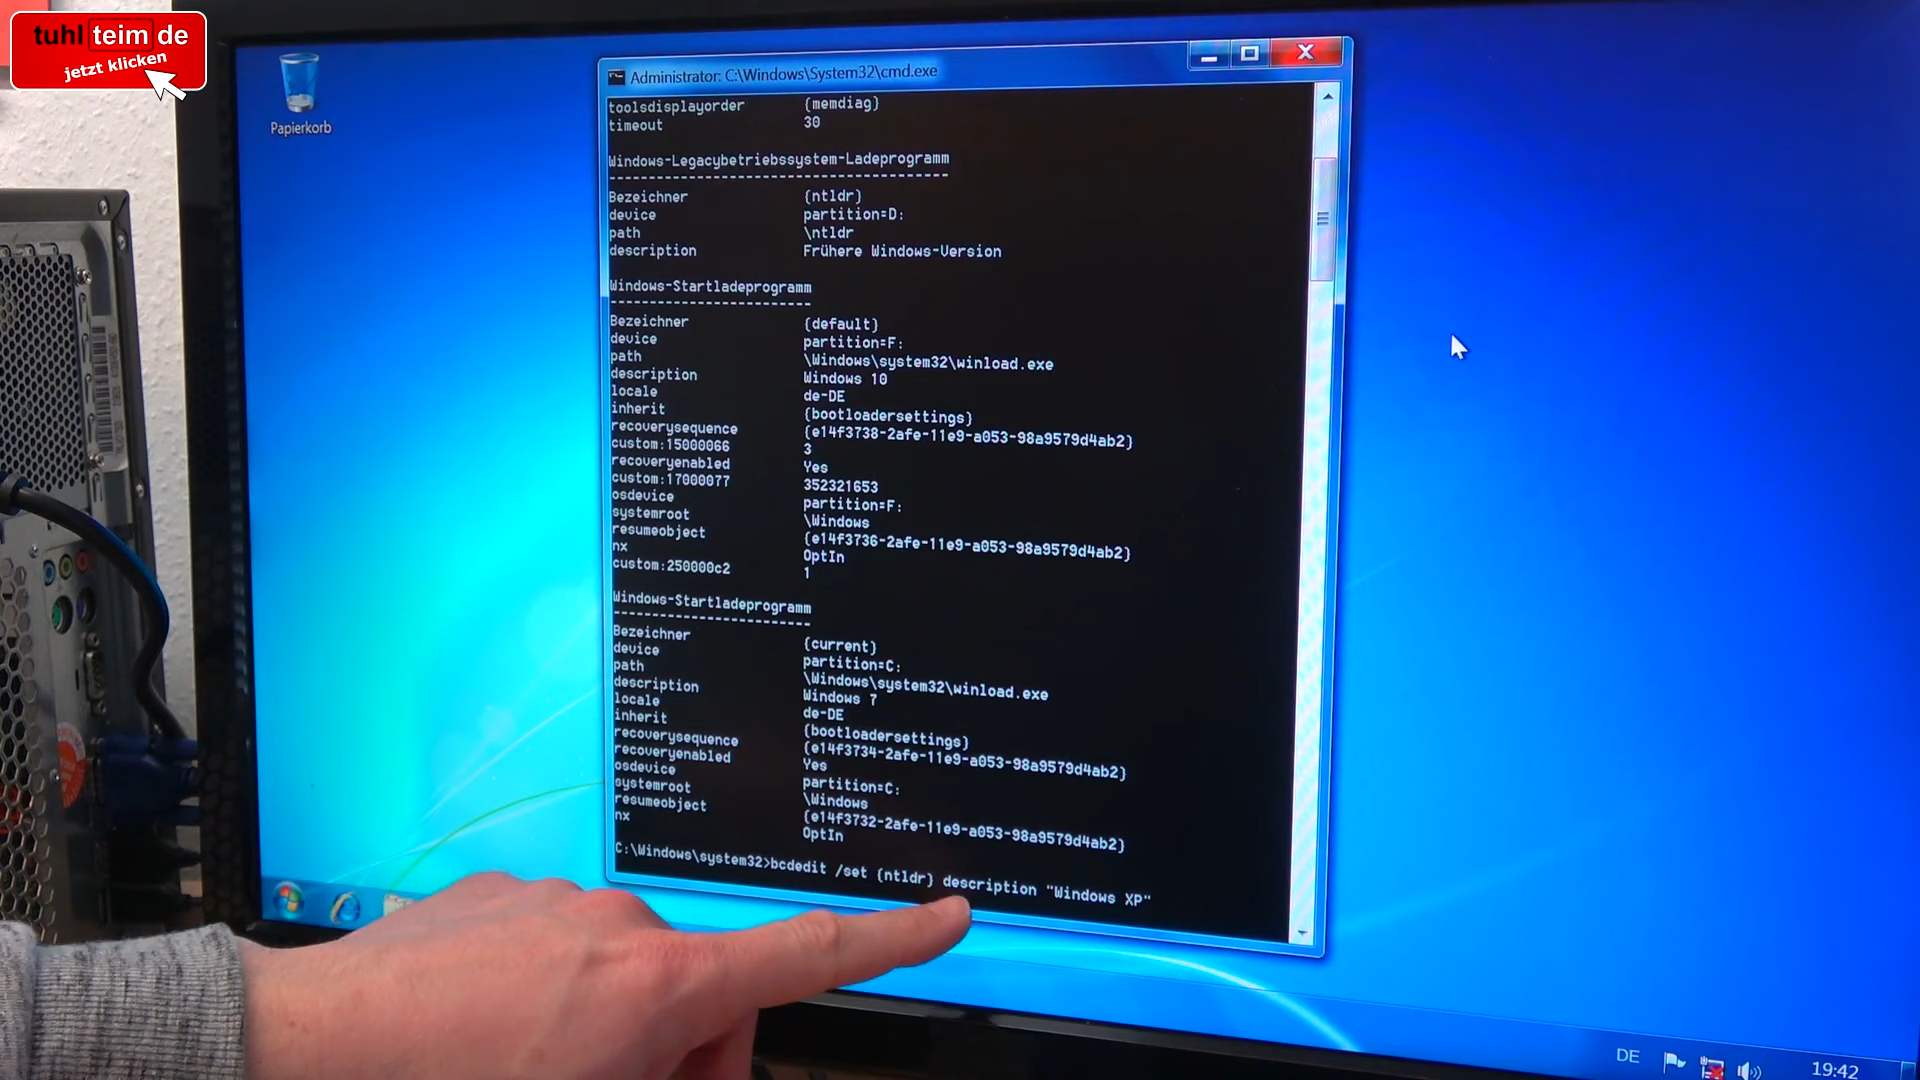 tuhl teim de
jetzt klicken
Papierkorb
Administrator: C:\Windows\System32\cmd.exe
toolsdisplayorder {memdiag}
timeout 30
Windows-Legacybetriebssystem-Ladeprogramm
-----------------------------------------
Bezeichner {ntldr}
device partition=D:
path \ntldr
description Frühere Windows-Version
Windows-Startladeprogramm
-------------------------
Bezeichner {default}
device partition=F:
path \Windows\system32\winload.exe
description Windows 10
locale de-DE
inherit {bootloadersettings}
recoverysequence {e14f3738-2afe-11e9-a053-98a9579d4ab2}
custom:15000066 3
recoveryenabled Yes
custom:17000077 352321653
osdevice partition=F:
systemroot \Windows
resumeobject {e14f3736-2afe-11e9-a053-98a9579d4ab2}
nx OptIn
custom:250000c2 1
Windows-Startladeprogramm
-------------------------
Bezeichner {current}
device partition=C:
path \Windows\system32\winload.exe
description Windows 7
locale de-DE
inherit {bootloadersettings}
recoverysequence {e14f3734-2afe-11e9-a053-98a9579d4ab2}
recoveryenabled Yes
osdevice partition=C:
systemroot \Windows
resumeobject {e14f3732-2afe-11e9-a053-98a9579d4ab2}
nx OptIn
C:\Windows\system32>bcdedit /set {ntldr} description "Windows XP"
DE 19:42